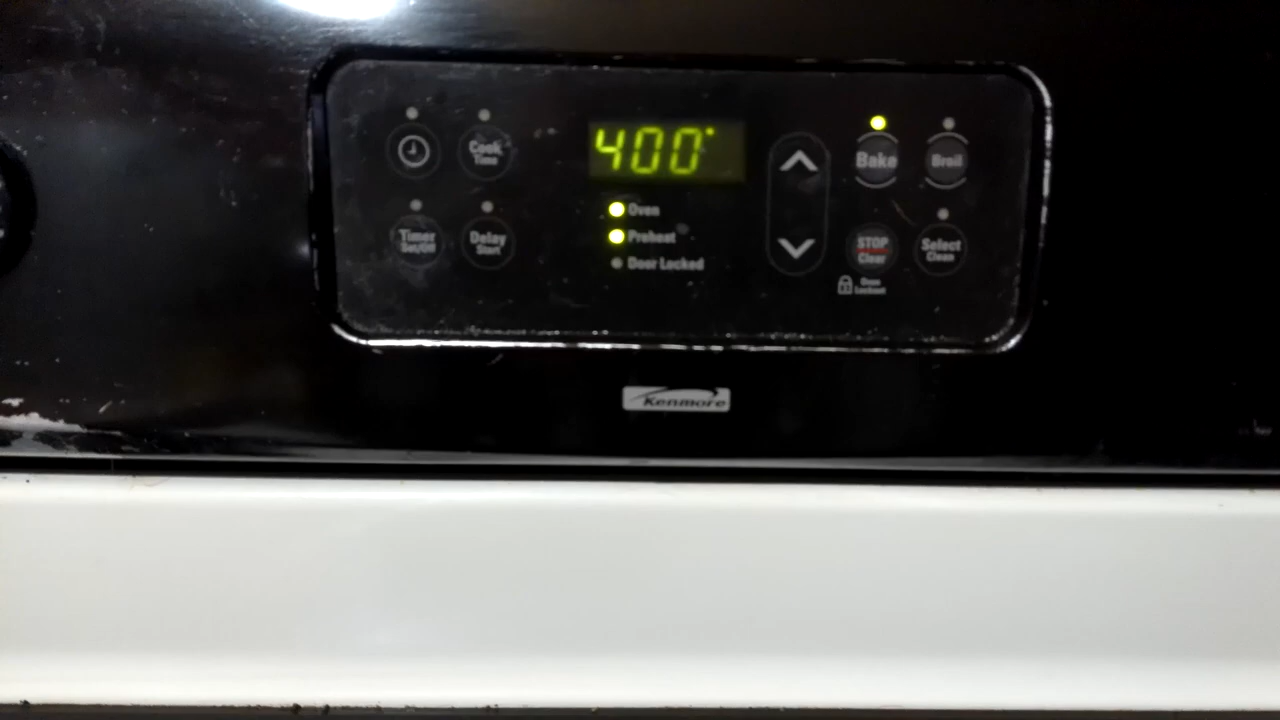 Cook
Time
400°
Bake
Broil
Timer
Set/Off
Delay
Start
Oven
Preheat
Door Locked
STOP
Clear
Select
Clean
Oven
Lockout
Kenmore